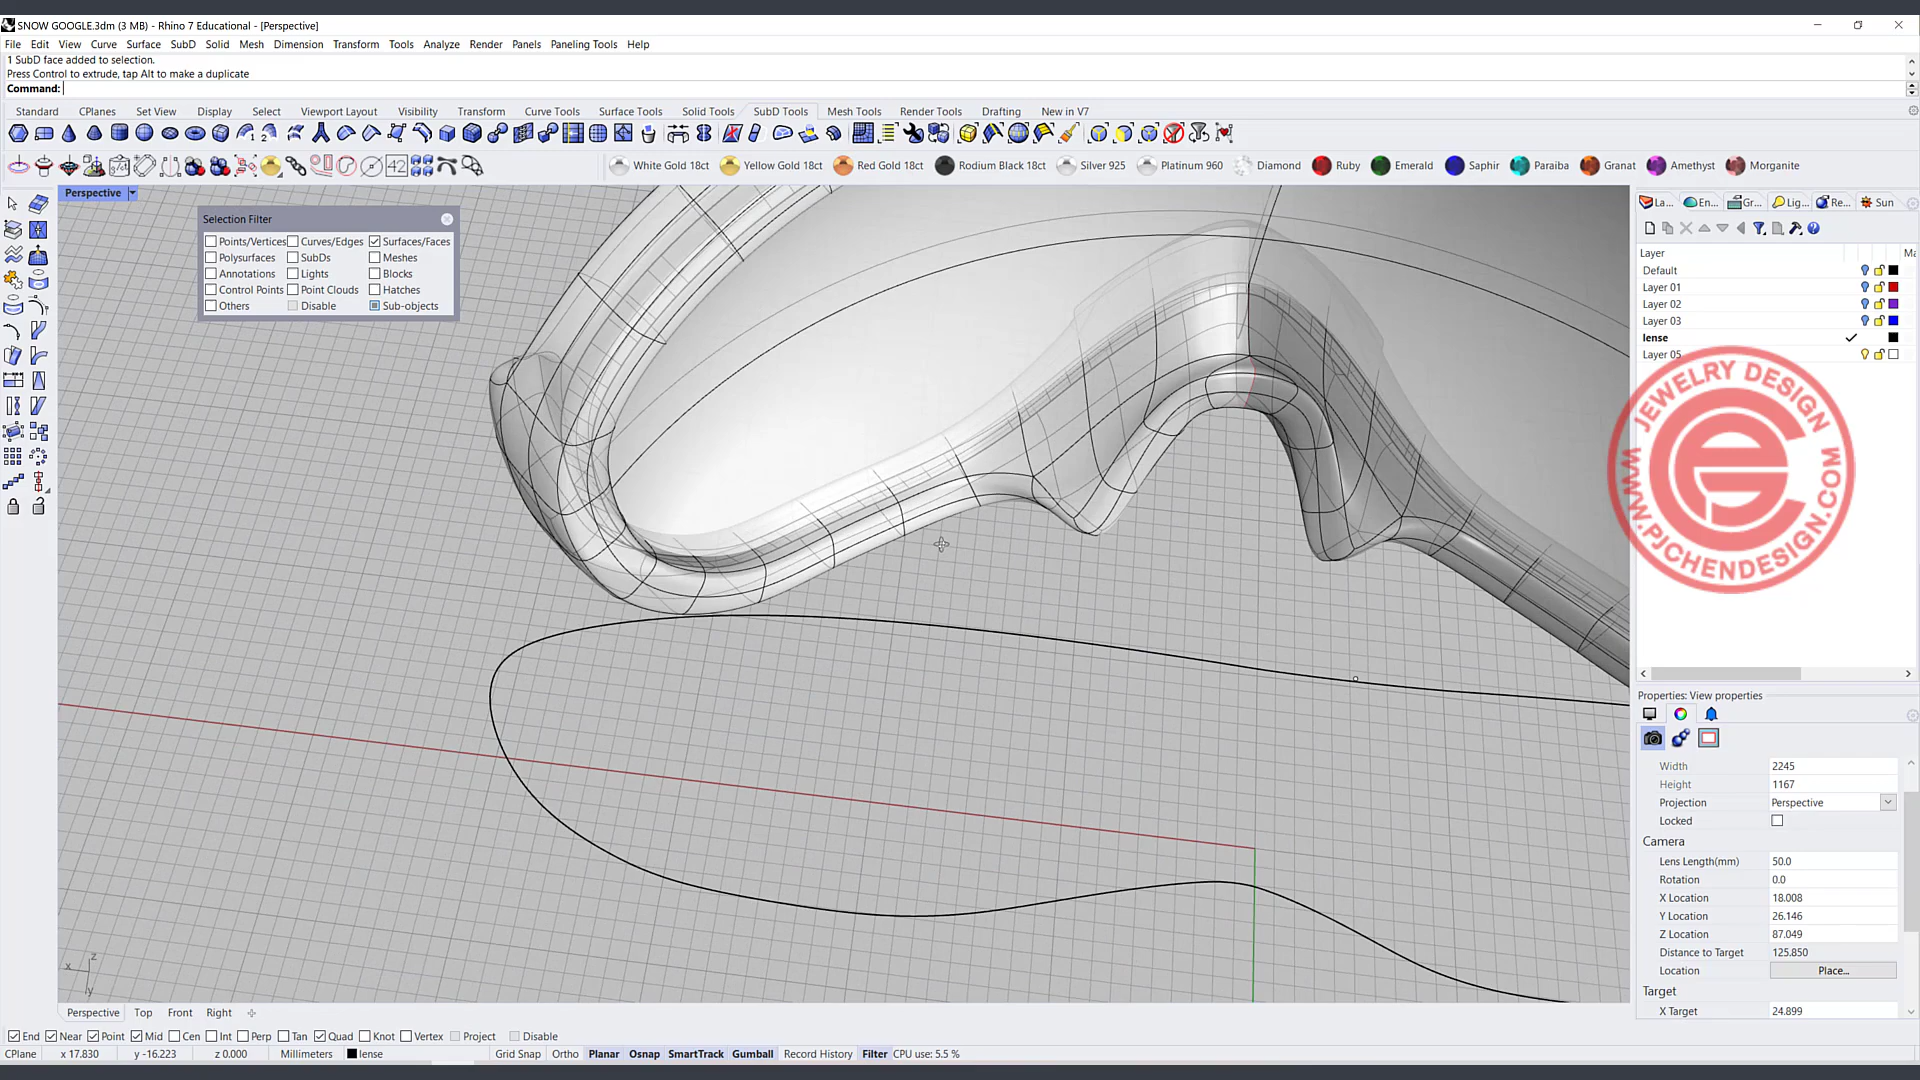 SNOW GOOGLE.3dm (3 MB) - Rhino 7 Educational - [Perspective]
File Edit View Curve Surface SubD Solid Mesh Dimension Transform Tools Analyze Render Panels Paneling Tools Help
1 SubD face added to selection.
Press Control to extrude, tap Alt to make a duplicate
Command:
Standard CPlanes Set View Display Select Viewport Layout Visibility Transform Curve Tools Surface Tools Solid Tools SubD Tools Mesh Tools Render Tools Drafting New in V7
42 White Gold 18ct Yellow Gold 18ct Red Gold 18ct Rodium Black 18ct Silver 925 Platinum 960 Diamond Ruby Emerald Saphir Paraiba Granat Amethyst Morganite
Perspective
Selection Filter
Points/Vertices Curves/Edges Surfaces/Faces
Polysurfaces SubDs Meshes
Annotations Lights Blocks
Control Points Point Clouds Hatches
Others Disable Sub-objects
La... En... Gr... Lig... Re... Sun
Layer Ma
Default
Layer 01
Layer 02
Layer 03
lense
Layer 05
JEWELRY DESIGN
WWW.PJCHENDESIGN.COM
Properties: View properties
Width 2245
Height 1167
Projection Perspective
Locked
Camera
Lens Length(mm) 50.0
Rotation 0.0
X Location 18.008
Y Location 26.146
Z Location 87.049
Distance to Target 125.850
Location Place...
Target
X Target 24.899
z
x
y
Perspective Top Front Right
End Near Point Mid Cen Int Perp Tan Quad Knot Vertex Project Disable
CPlane x 17.830 y -16.223 z 0.000 Millimeters lense Grid Snap Ortho Planar Osnap SmartTrack Gumball Record History Filter CPU use: 5.5 %